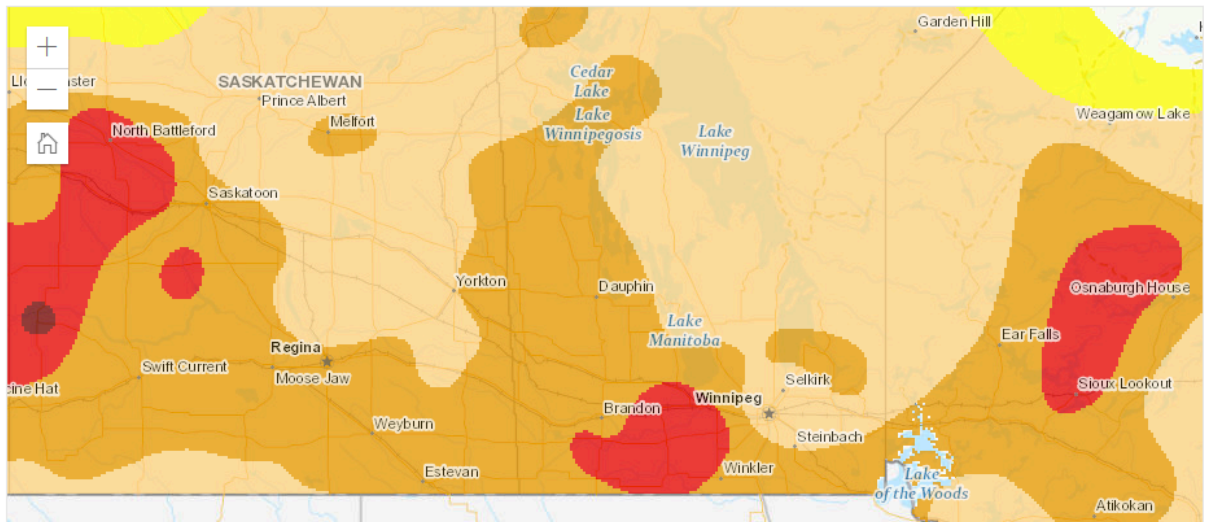 Garden Hill
Cedar
Lake
SASKATCHEWAN
Prince Albert
Lake
Winnipegosis
Weagamow Lake
Melfort
North Battleford
Lake
Winnipeg
Saskatoon
Yorkton
Dauphin
Osnaburgh House
Lake
Manitoba
Ear Falls
Regina
Swift Current
Moose Jaw
Selkirk
Sioux Lookout
cine Hat
Winnipeg
Brandon
Weyburn
Steinbach
Estevan
Winkler
Lake
of the Woods
Atikokan